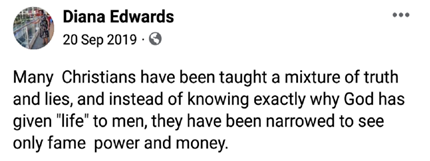 Diana Edwards
20 Sep 2019 ·
Many  Christians have been taught a mixture of truth
and lies, and instead of knowing exactly why God has
given "life" to men, they have been narrowed to see
only fame  power and money.